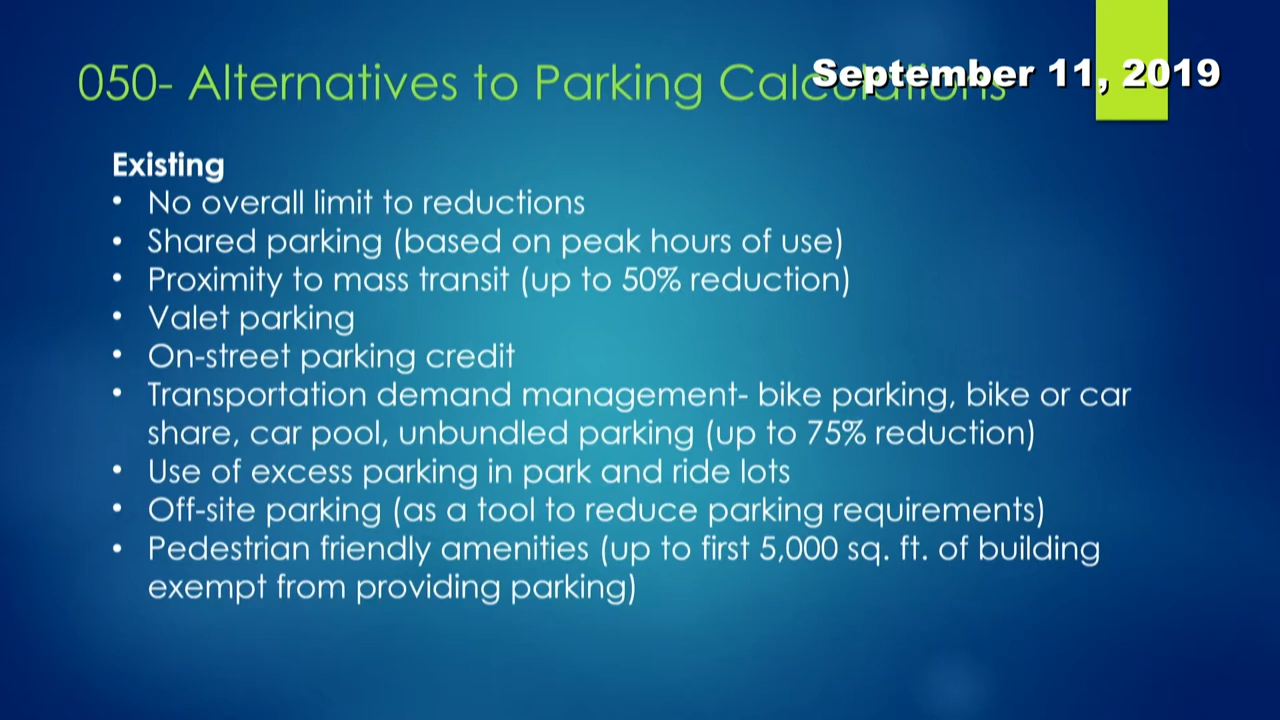 050- Alternatives to Parking Calculations
September 11, 2019
Existing
• No overall limit to reductions
• Shared parking (based on peak hours of use)
• Proximity to mass transit (up to 50% reduction)
• Valet parking
• On-street parking credit
• Transportation demand management- bike parking, bike or car
share, car pool, unbundled parking (up to 75% reduction)
• Use of excess parking in park and ride lots
• Off-site parking (as a tool to reduce parking requirements)
• Pedestrian friendly amenities (up to first 5,000 sq. ft. of building
exempt from providing parking)